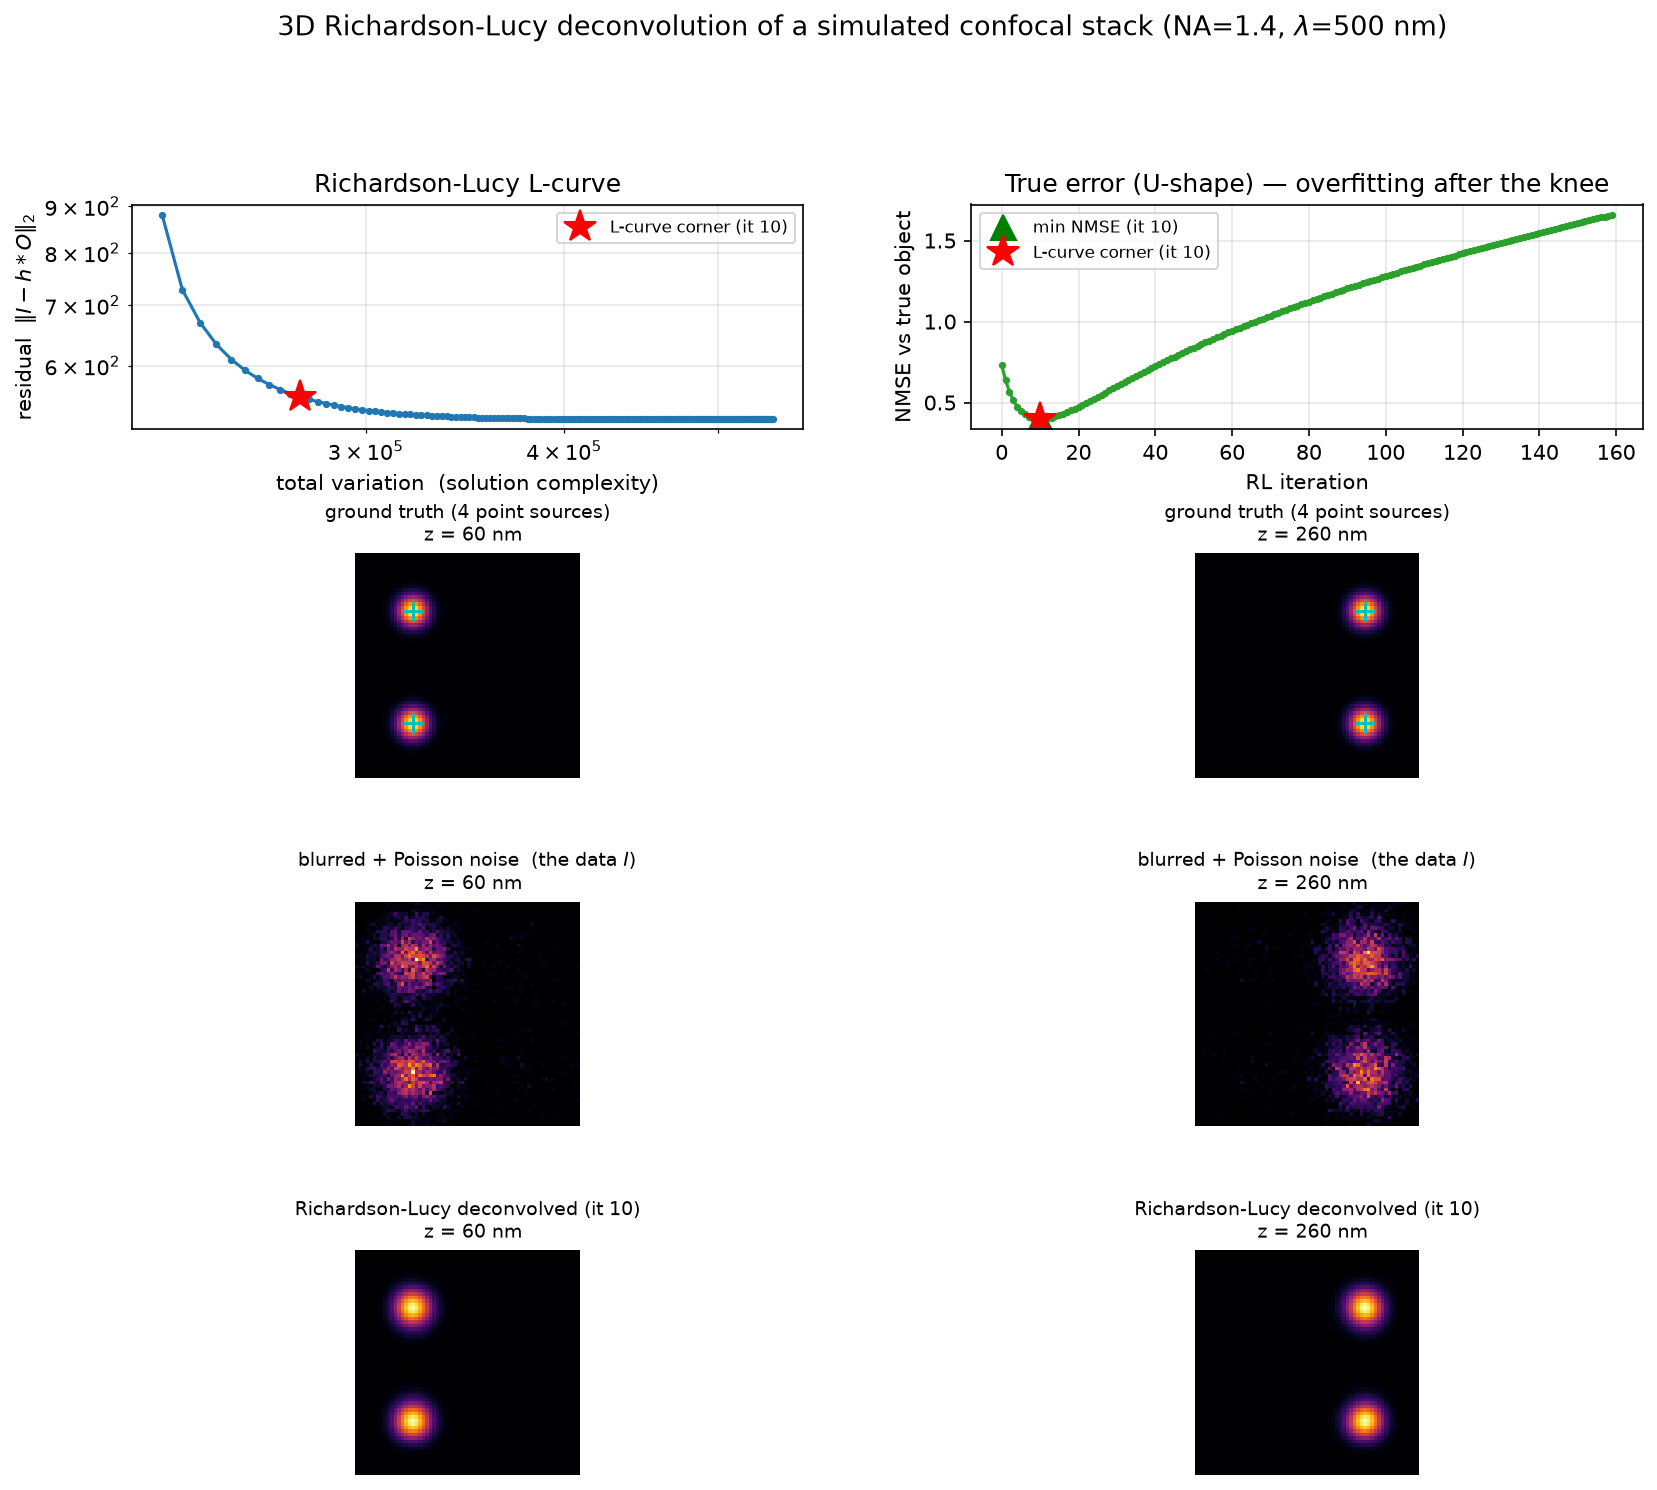 3D Richardson-Lucy deconvolution of a simulated confocal stack (NA=1.4, λ=500 nm)
Richardson-Lucy L-curve
residual ‖I − h * O‖₂
9 × 10²
8 × 10²
7 × 10²
6 × 10²
L-curve corner (it 10)
3 × 10⁵
4 × 10⁵
total variation (solution complexity)
True error (U-shape) — overfitting after the knee
NMSE vs true object
1.5
1.0
0.5
min NMSE (it 10)
L-curve corner (it 10)
0 20 40 60 80 100 120 140 160
RL iteration
ground truth (4 point sources)
z = 60 nm
ground truth (4 point sources)
z = 260 nm
blurred + Poisson noise (the data I)
z = 60 nm
blurred + Poisson noise (the data I)
z = 260 nm
Richardson-Lucy deconvolved (it 10)
z = 60 nm
Richardson-Lucy deconvolved (it 10)
z = 260 nm